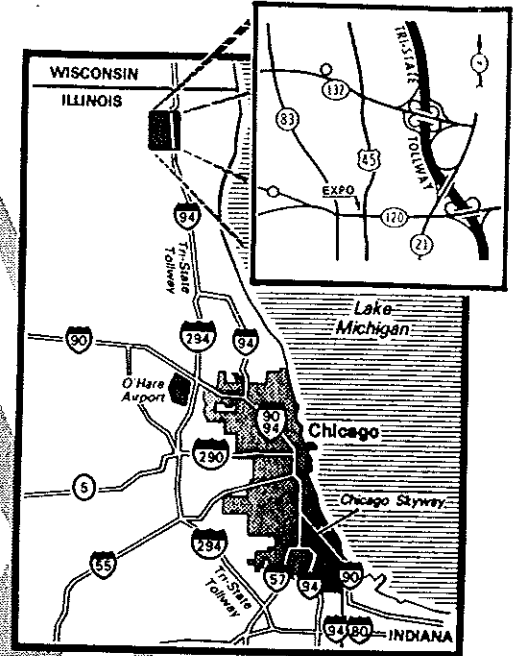 WISCONSIN
ILLINOIS
TRI-STATE
TOLLWAY
132
83
45
EXPO
120
21
94
Tri-State
Tollway
Lake
Michigan
90
294
94
O'Hare
Airport
90
94
Chicago
290
Chicago Skyway
5
294
55
Tri-State
Tollway
57
94
90
94
80
INDIANA